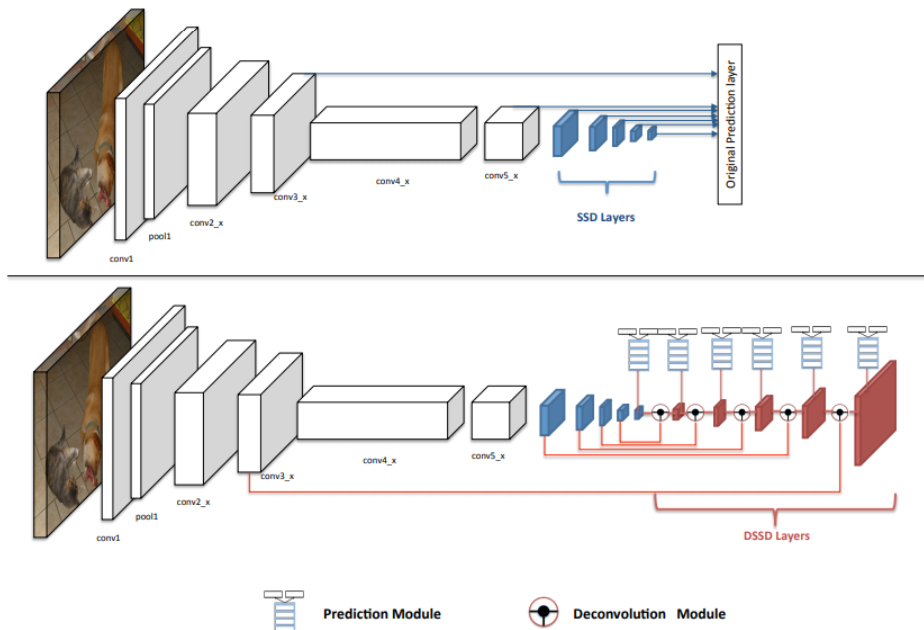 conv1
pool1
conv2_x
conv3_x
conv4_x
conv5_x
SSD Layers
Original Prediction layer
conv1
pool1
conv2_x
conv3_x
conv4_x
conv5_x
DSSD Layers
Prediction Module
Deconvolution Module